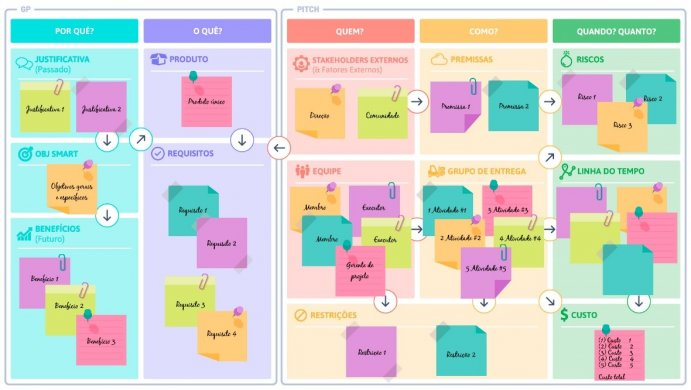 GP
PITCH
POR QUÊ?
O QUÊ?
QUEM?
COMO?
QUANDO? QUANTO?
JUSTIFICATIVA
(Passado)
Justificativa 1
Justificativa 2
OBJ SMART
Objetivos gerais
e específicos
BENEFÍCIOS
(Futuro)
Benefício 1
Benefício 2
Benefício 3
PRODUTO
Produto único
REQUISITOS
Requisito 1
Requisito 2
Requisito 3
Requisito 4
STAKEHOLDERS EXTERNOS
(& Fatores Externos)
Direção
Comunidade
EQUIPE
Membro
Executor
Membro
Executor
Gerente de
projeto
PREMISSAS
Premissa 1
Premissa 2
GRUPO DE ENTREGA
1 Atividade #1
3 Atividade #3
2 Atividade #2
4 Atividade #4
5 Atividade #5
RESTRIÇÕES
Restrição 1
Restrição 2
RISCOS
Risco 1
Risco 2
Risco 3
LINHA DO TEMPO
CUSTO
(1) Custo 1
(2) Custo 2
(3) Custo 3
(4) Custo 4
(5) Custo 5
Custo total